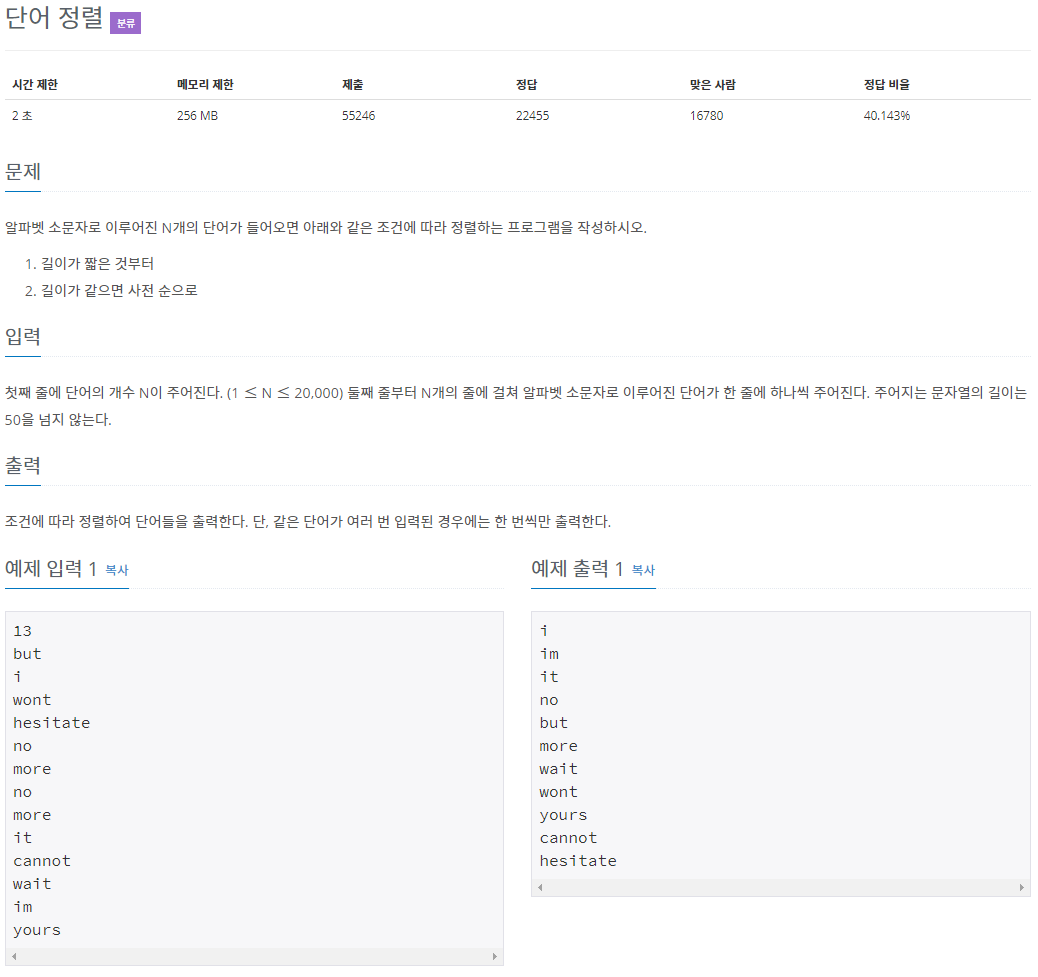 단어 정렬 분류
시간 제한 메모리 제한 제출 정답 맞은 사람 정답 비율
2 초 256 MB 55246 22455 16780 40.143%
문제
알파벳 소문자로 이루어진 N개의 단어가 들어오면 아래와 같은 조건에 따라 정렬하는 프로그램을 작성하시오.
1. 길이가 짧은 것부터
2. 길이가 같으면 사전 순으로
입력
첫째 줄에 단어의 개수 N이 주어진다. (1 ≤ N ≤ 20,000) 둘째 줄부터 N개의 줄에 걸쳐 알파벳 소문자로 이루어진 단어가 한 줄에 하나씩 주어진다. 주어지는 문자열의 길이는
50을 넘지 않는다.
출력
조건에 따라 정렬하여 단어들을 출력한다. 단, 같은 단어가 여러 번 입력된 경우에는 한 번씩만 출력한다.
예제 입력 1 복사
13
but
i
wont
hesitate
no
more
no
more
it
cannot
wait
im
yours
예제 출력 1 복사
i
im
it
no
but
more
wait
wont
yours
cannot
hesitate